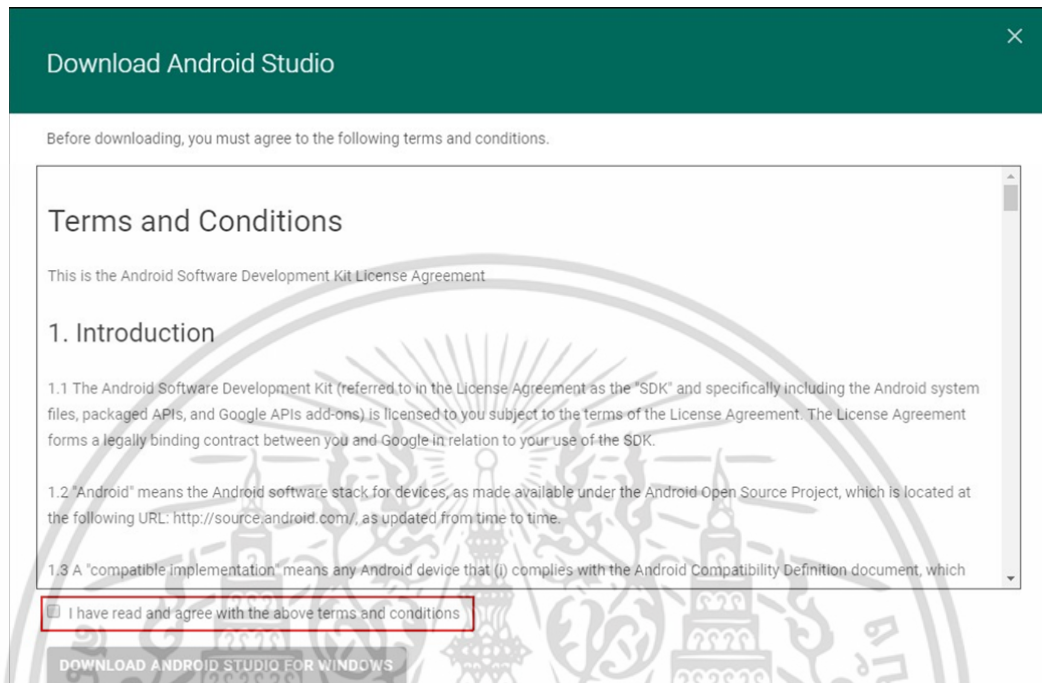 Download Android Studio
Before downloading, you must agree to the following terms and conditions.
Terms and Conditions
This is the Android Software Development Kit License Agreement
1. Introduction
1.1 The Android Software Development Kit (referred to in the License Agreement as the "SDK" and specifically including the Android system
files, packaged APIs, and Google APIs add-ons) is licensed to you subject to the terms of the License Agreement. The License Agreement
forms a legally binding contract between you and Google in relation to your use of the SDK.
1.2 "Android" means the Android software stack for devices, as made available under the Android Open Source Project, which is located at
the following URL: http://source.android.com/, as updated from time to time.
1.3 A "compatible implementation" means any Android device that (i) complies with the Android Compatibility Definition document, which
I have read and agree with the above terms and conditions
DOWNLOAD ANDROID STUDIO FOR WINDOWS